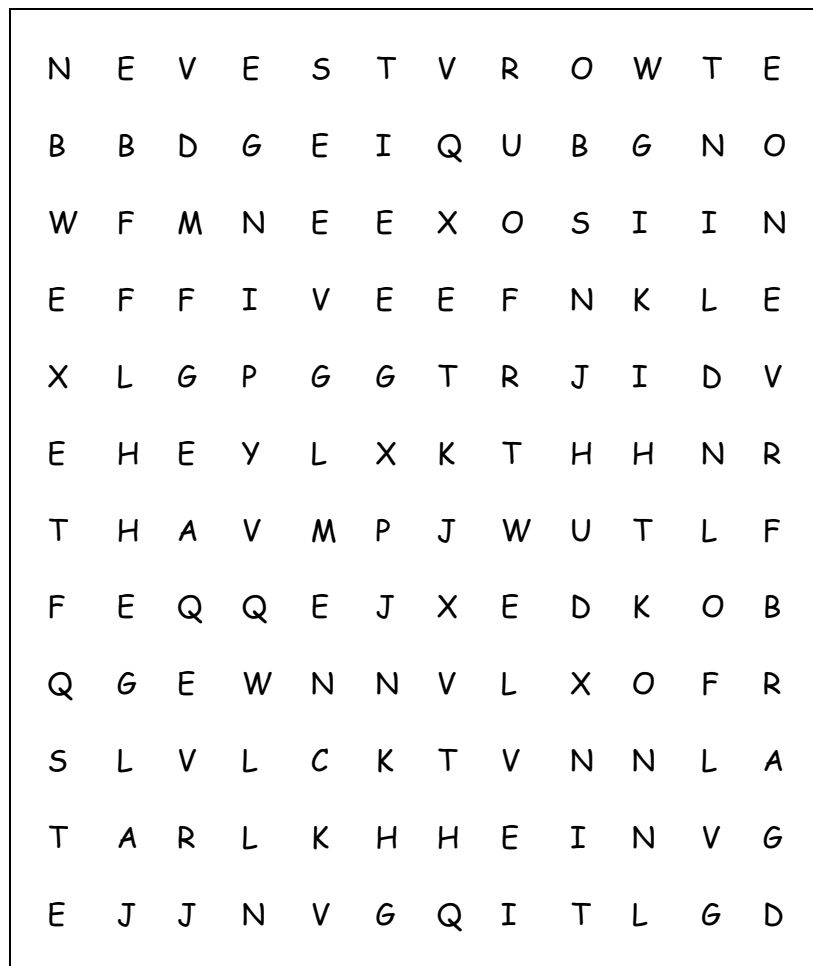 N E V E S T V R O W T E
B B D G E I Q U B G N O
W F M N E E X O S I I N
E F F I V E E F N K L E
X L G P G G T R J I D V
E H E Y L X K T H H N R
T H A V M P J W U T L F
F E Q Q E J X E D K O B
Q G E W N N V L X O F R
S L V L C K T V N N L A
T A R L K H H E I N V G
E J J N V G Q I T L G D